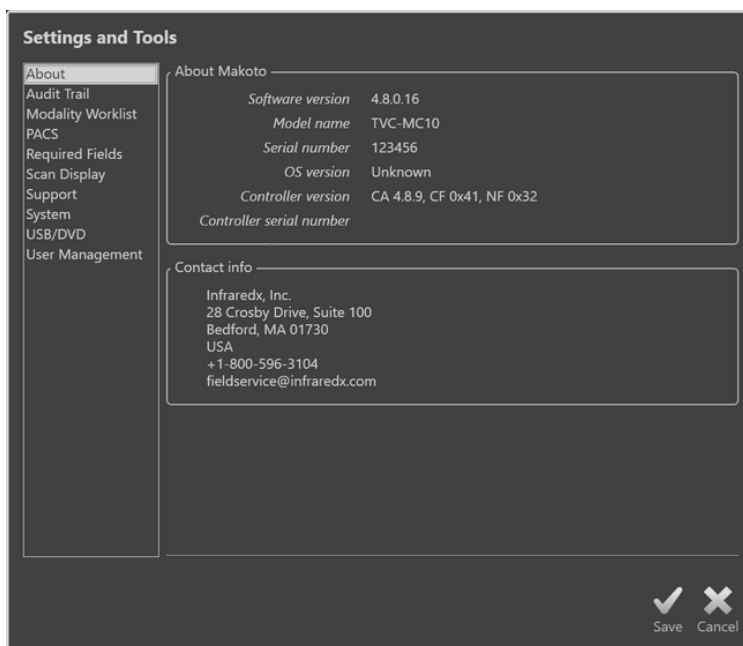 Settings and Tools
About
Audit Trail
Modality Worklist
PACS
Required Fields
Scan Display
Support
System
USB/DVD
User Management
About Makoto
Software version 4.8.0.16
Model name TVC-MC10
Serial number 123456
OS version Unknown
Controller version CA 4.8.9, CF 0x41, NF 0x32
Controller serial number
Contact info
Infraredx, Inc.
28 Crosby Drive, Suite 100
Bedford, MA 01730
USA
+1-800-596-3104
fieldservice@infraredx.com
Save Cancel